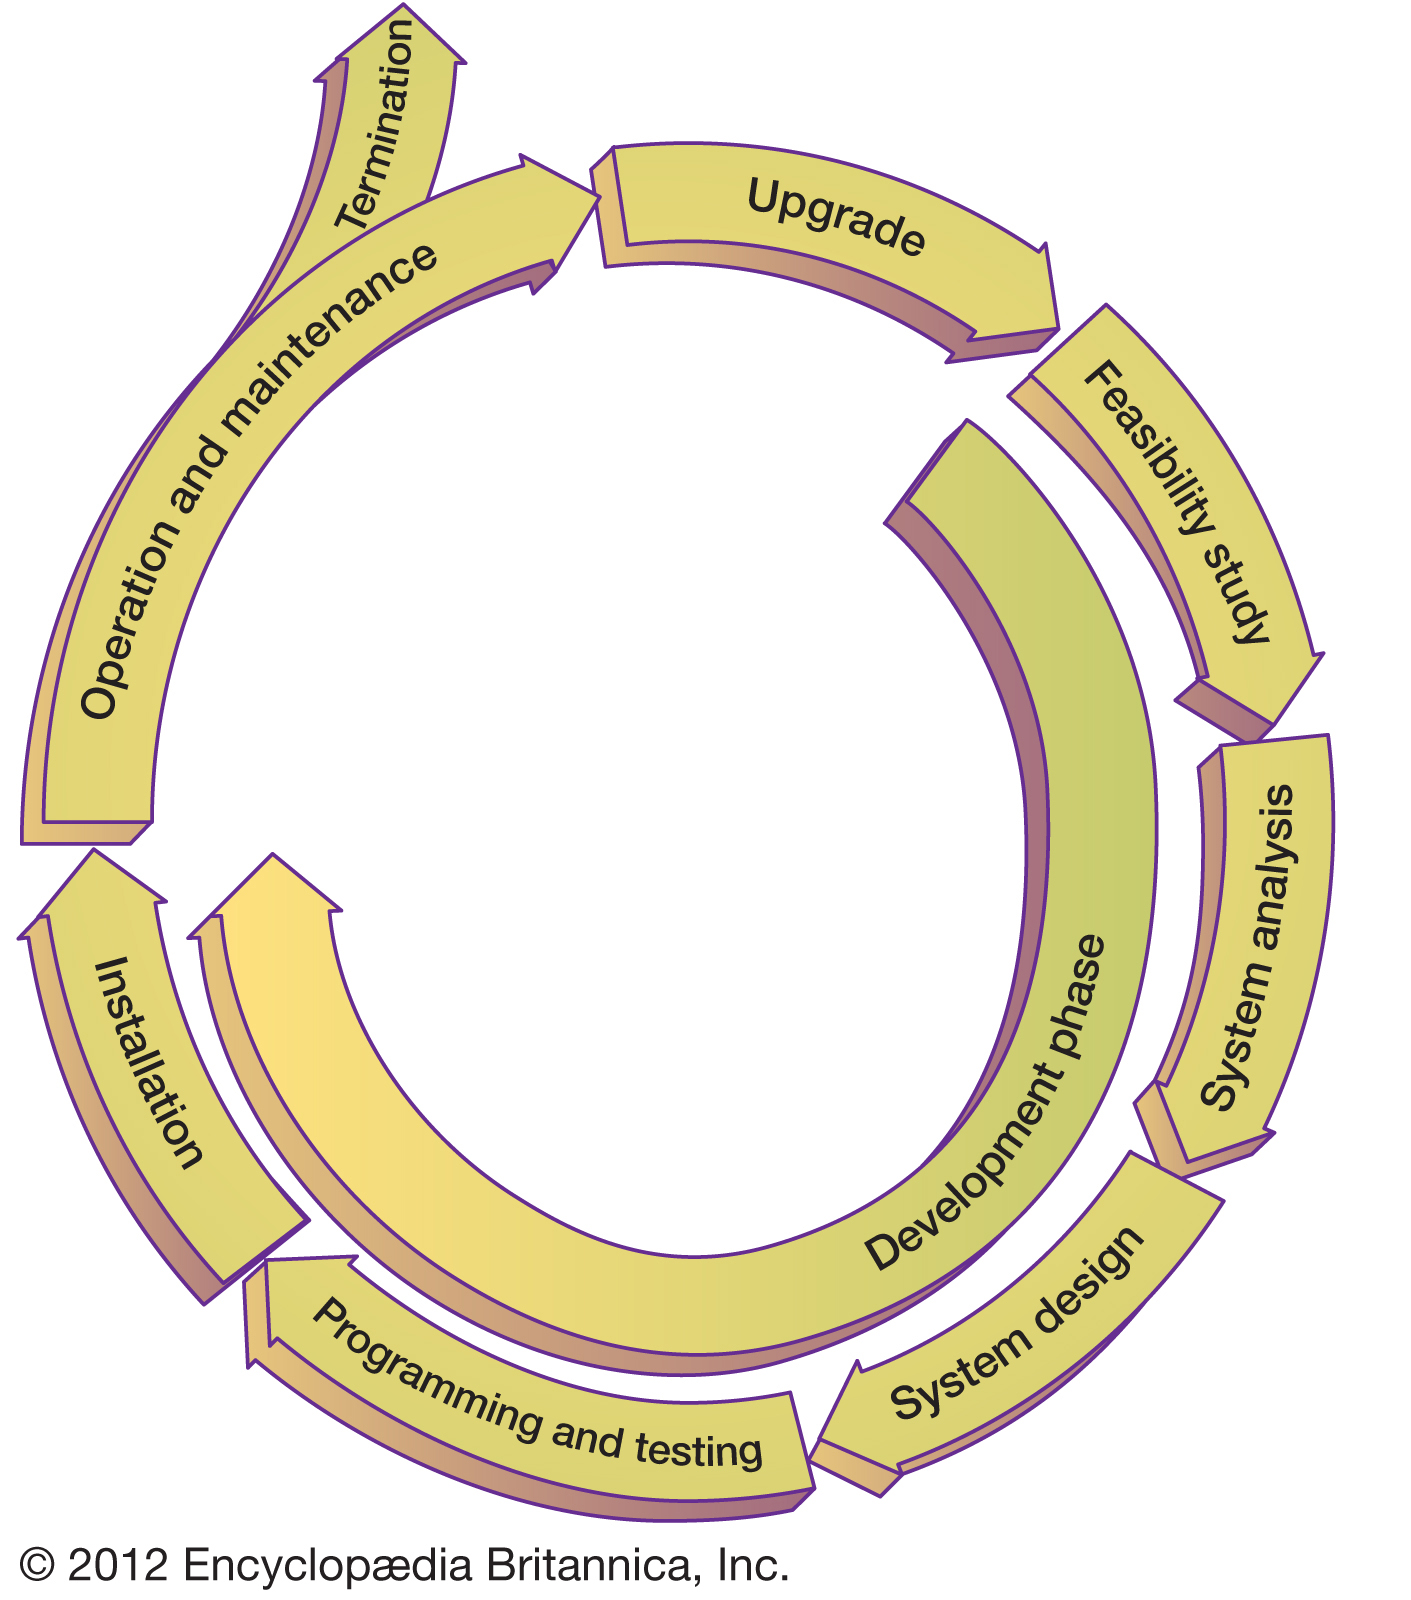 Termination
Operation and maintenance
Upgrade
Feasibility study
System analysis
System design
Programming and testing
Installation
Development phase
© 2012 Encyclopædia Britannica, Inc.